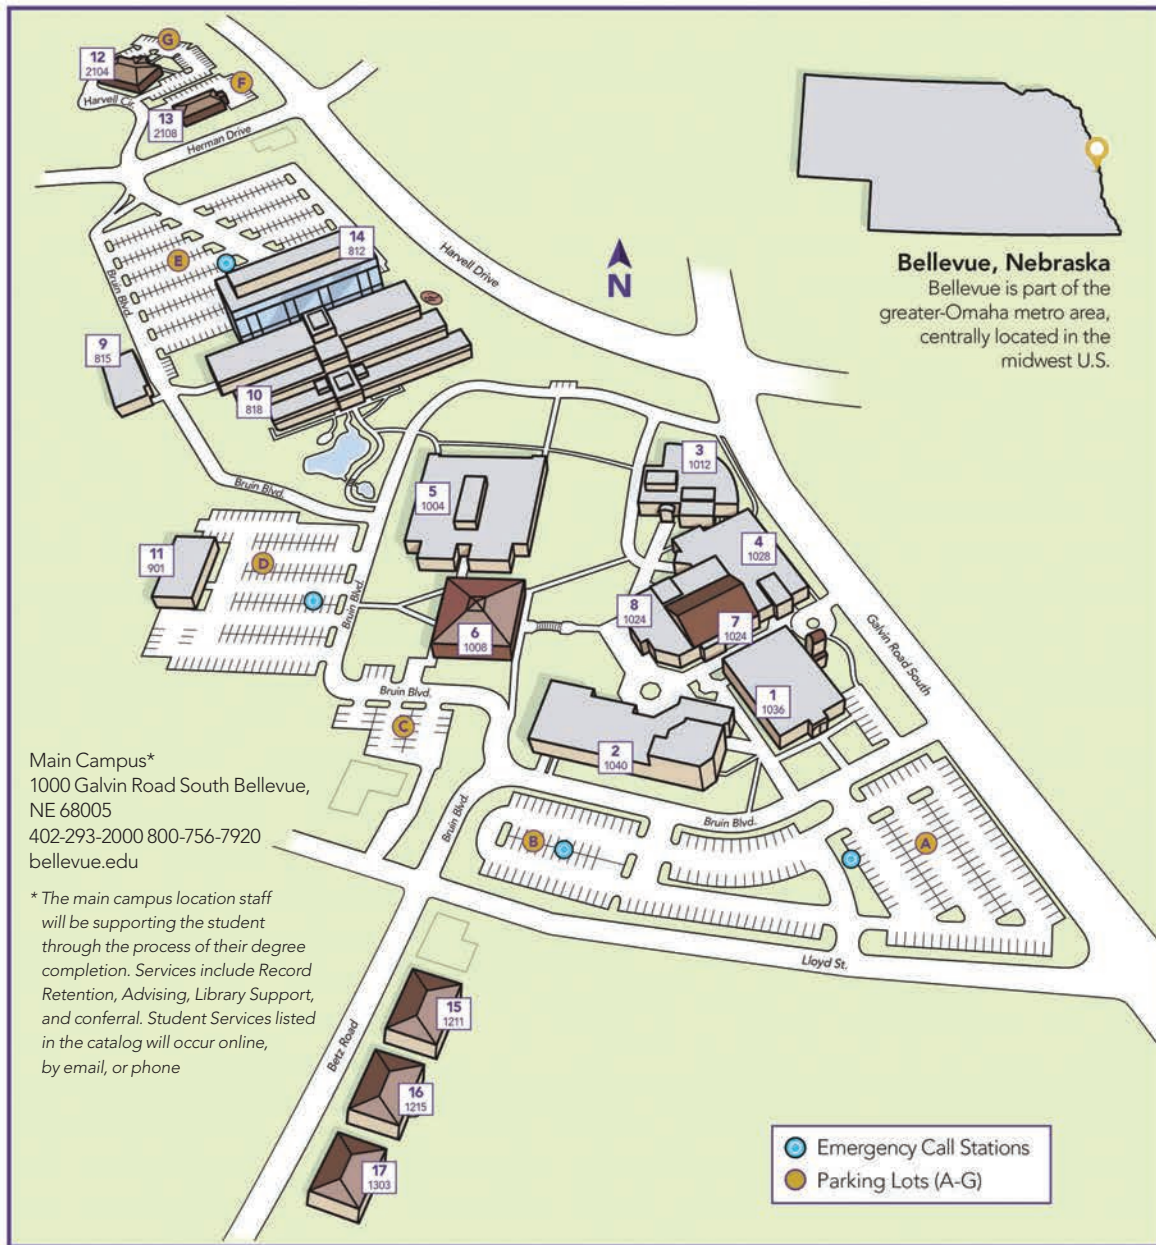 G
12
2104
F
Harvell Cir.
13
2108
Herman Drive
Harvell Drive
14
812
E
Bruin Blvd.
N
Bellevue, Nebraska
Bellevue is part of the
greater-Omaha metro area,
centrally located in the
midwest U.S.
9
815
10
818
3
1012
5
1004
Bruin Blvd.
4
1028
11
901
D
Bruin Blvd.
8
1024
7
1024
6
1008
Galvin Road South
Bruin Blvd.
1
1036
C
2
1040
Main Campus*
1000 Galvin Road South Bellevue,
NE 68005
402-293-2000 800-756-7920
bellevue.edu
* The main campus location staff
will be supporting the student
through the process of their degree
completion. Services include Record
Retention, Advising, Library Support,
and conferral. Student Services listed
in the catalog will occur online,
by email, or phone
Bruin Blvd.
Bruin Blvd.
B
A
Lloyd St.
15
1211
Betz Road
16
1215
17
1303
Emergency Call Stations
Parking Lots (A-G)